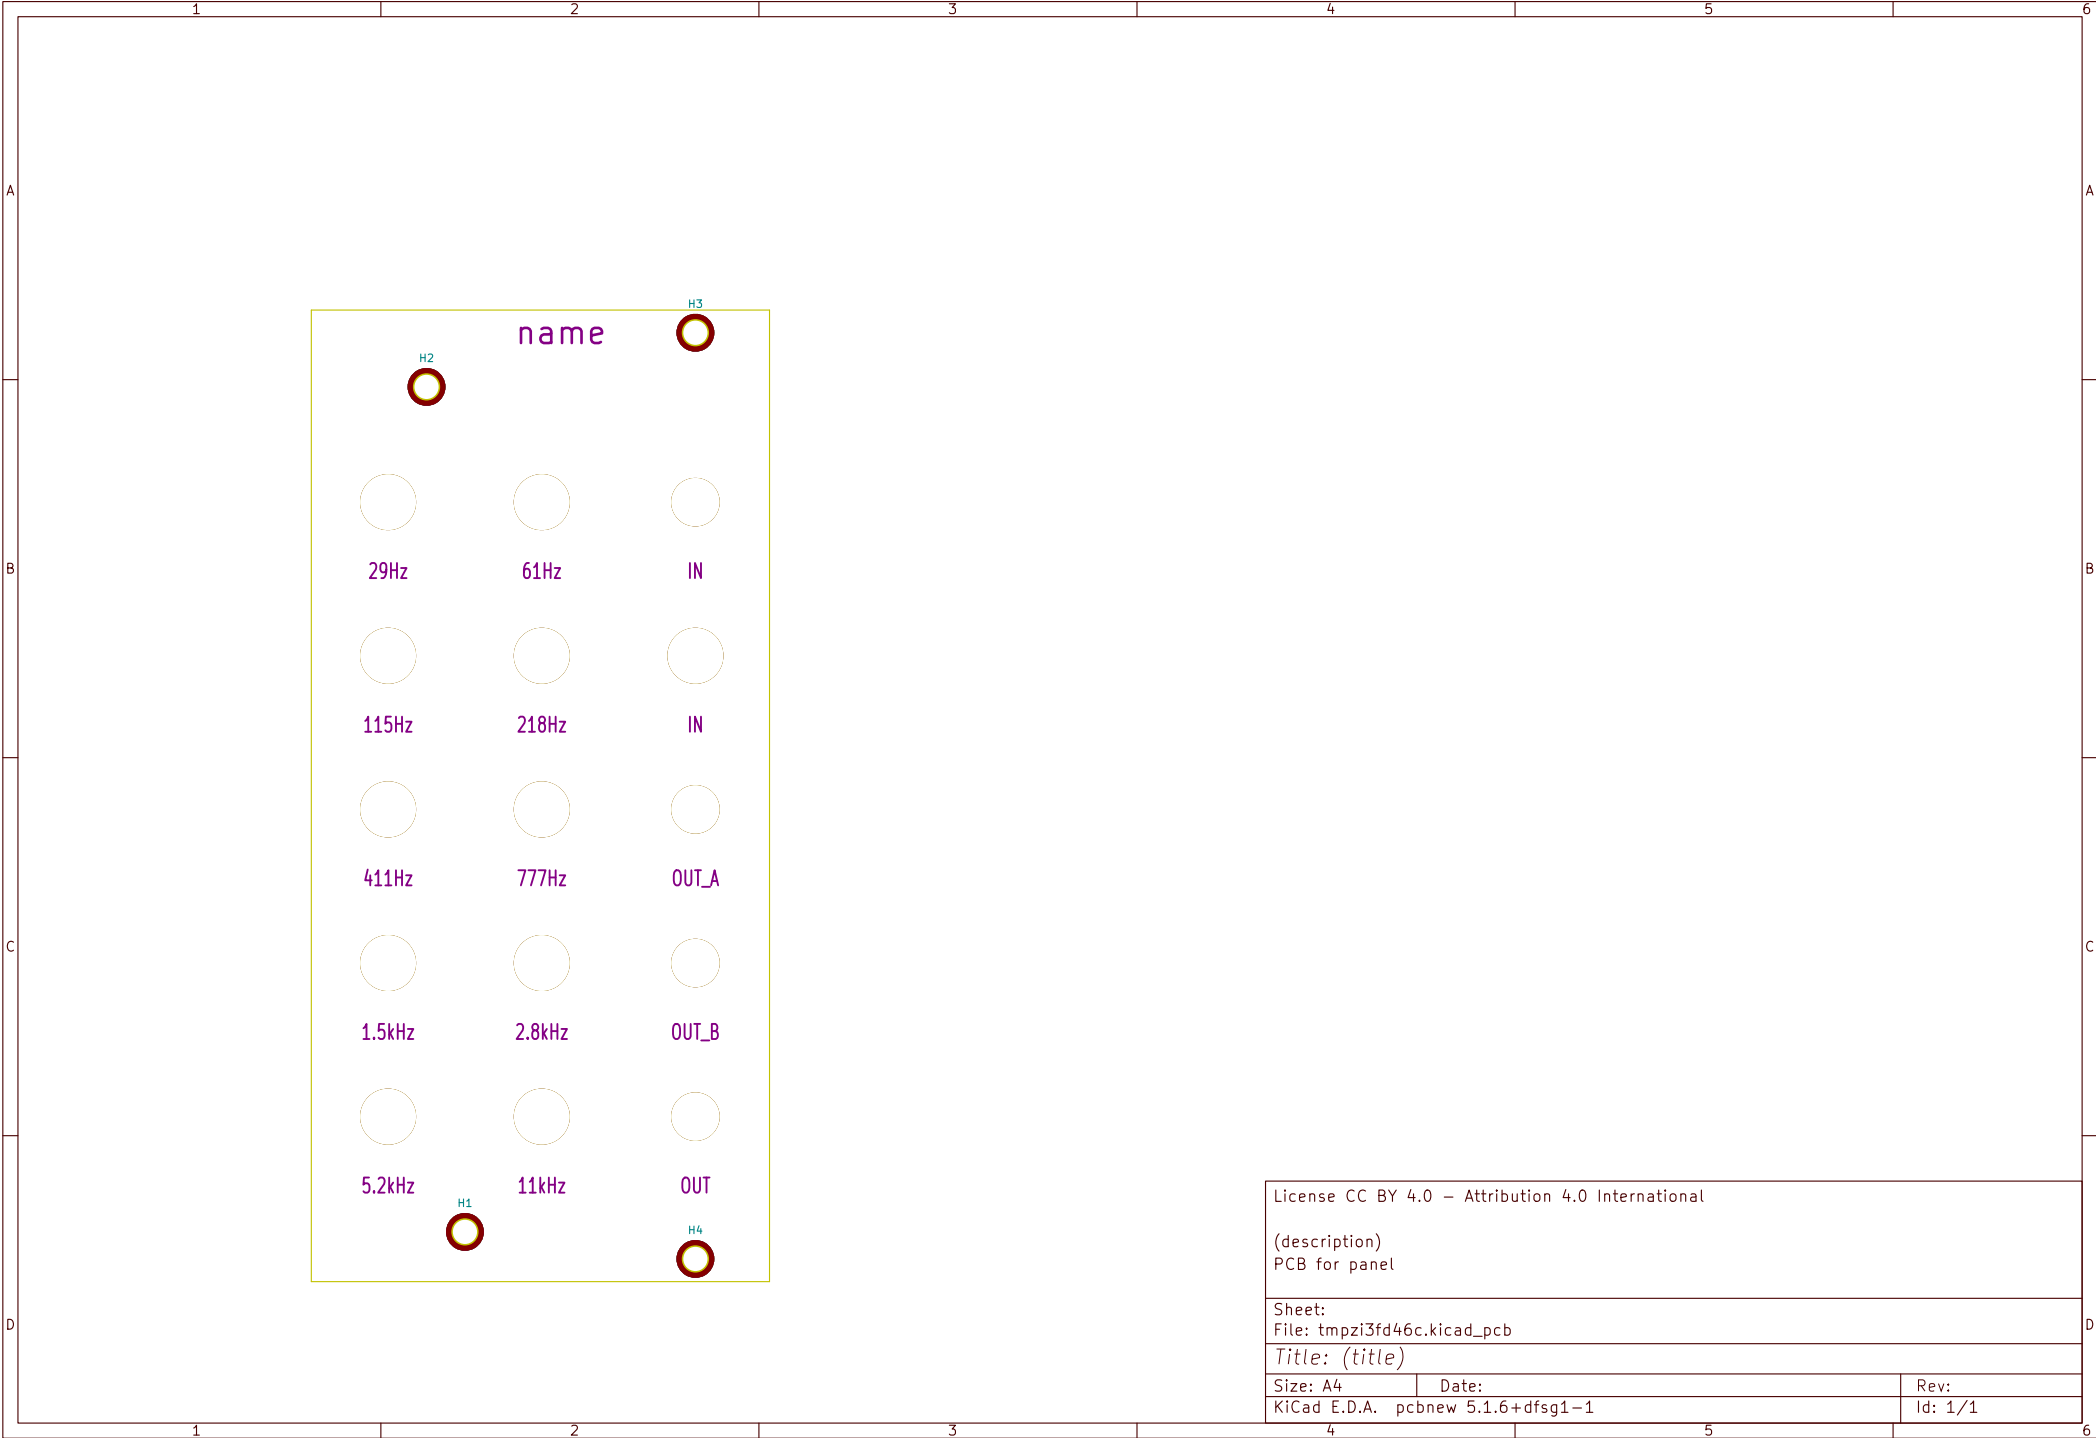 1 2 3 4 5 6
A A
H3
name
H2
29Hz 61Hz IN
B B
115Hz 218Hz IN
411Hz 777Hz OUT_A
C C
1.5kHz 2.8kHz OUT_B
5.2kHz 11kHz OUT
H1
H4
License CC BY 4.0 - Attribution 4.0 International
(description)
PCB for panel
Sheet:
File: tmpzi3fd46c.kicad_pcb
D D
Title: (title)
Size: A4 Date: Rev:
KiCad E.D.A. pcbnew 5.1.6+dfsg1-1 Id: 1/1
1 2 3 4 5 6